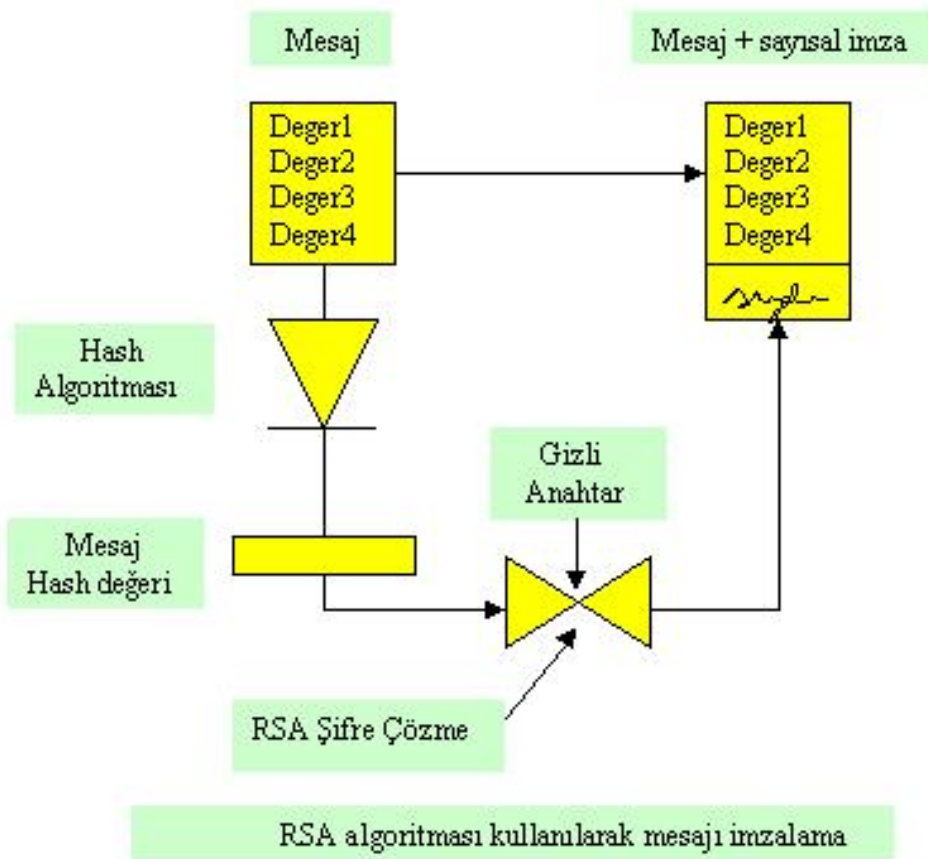 Mesaj
Mesaj + sayısal imza
Deger1
Deger2
Deger3
Deger4
Deger1
Deger2
Deger3
Deger4
Hash
Algoritması
Gizli
Anahtar
Mesaj
Hash değeri
RSA Şifre Çözme
RSA algoritması kullanılarak mesajı imzalama